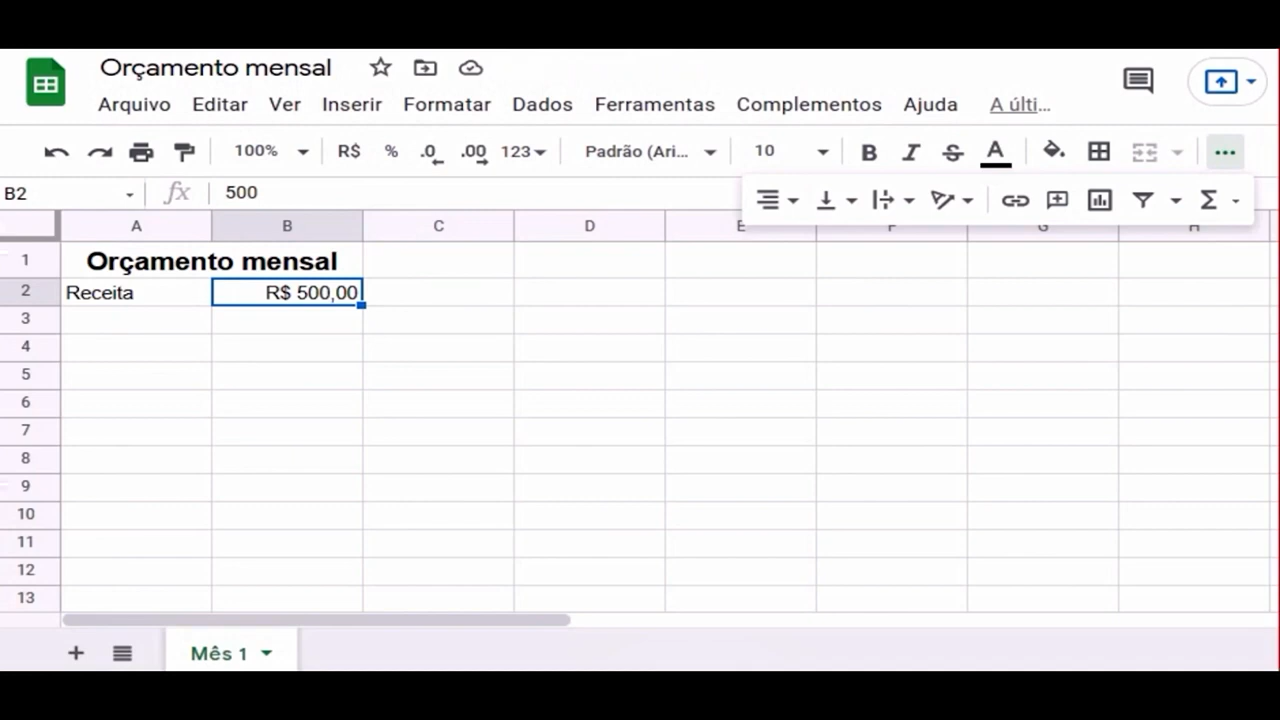 Orçamento mensal
Arquivo Editar Ver Inserir Formatar Dados Ferramentas Complementos Ajuda A últi...
100% R$ % .0 .00 123 Padrão (Ari... 10 B I S A
B2 fx 500
A B C D E F G H
1 Orçamento mensal
2 Receita R$ 500,00
3
4
5
6
7
8
9
10
11
12
13
Mês 1